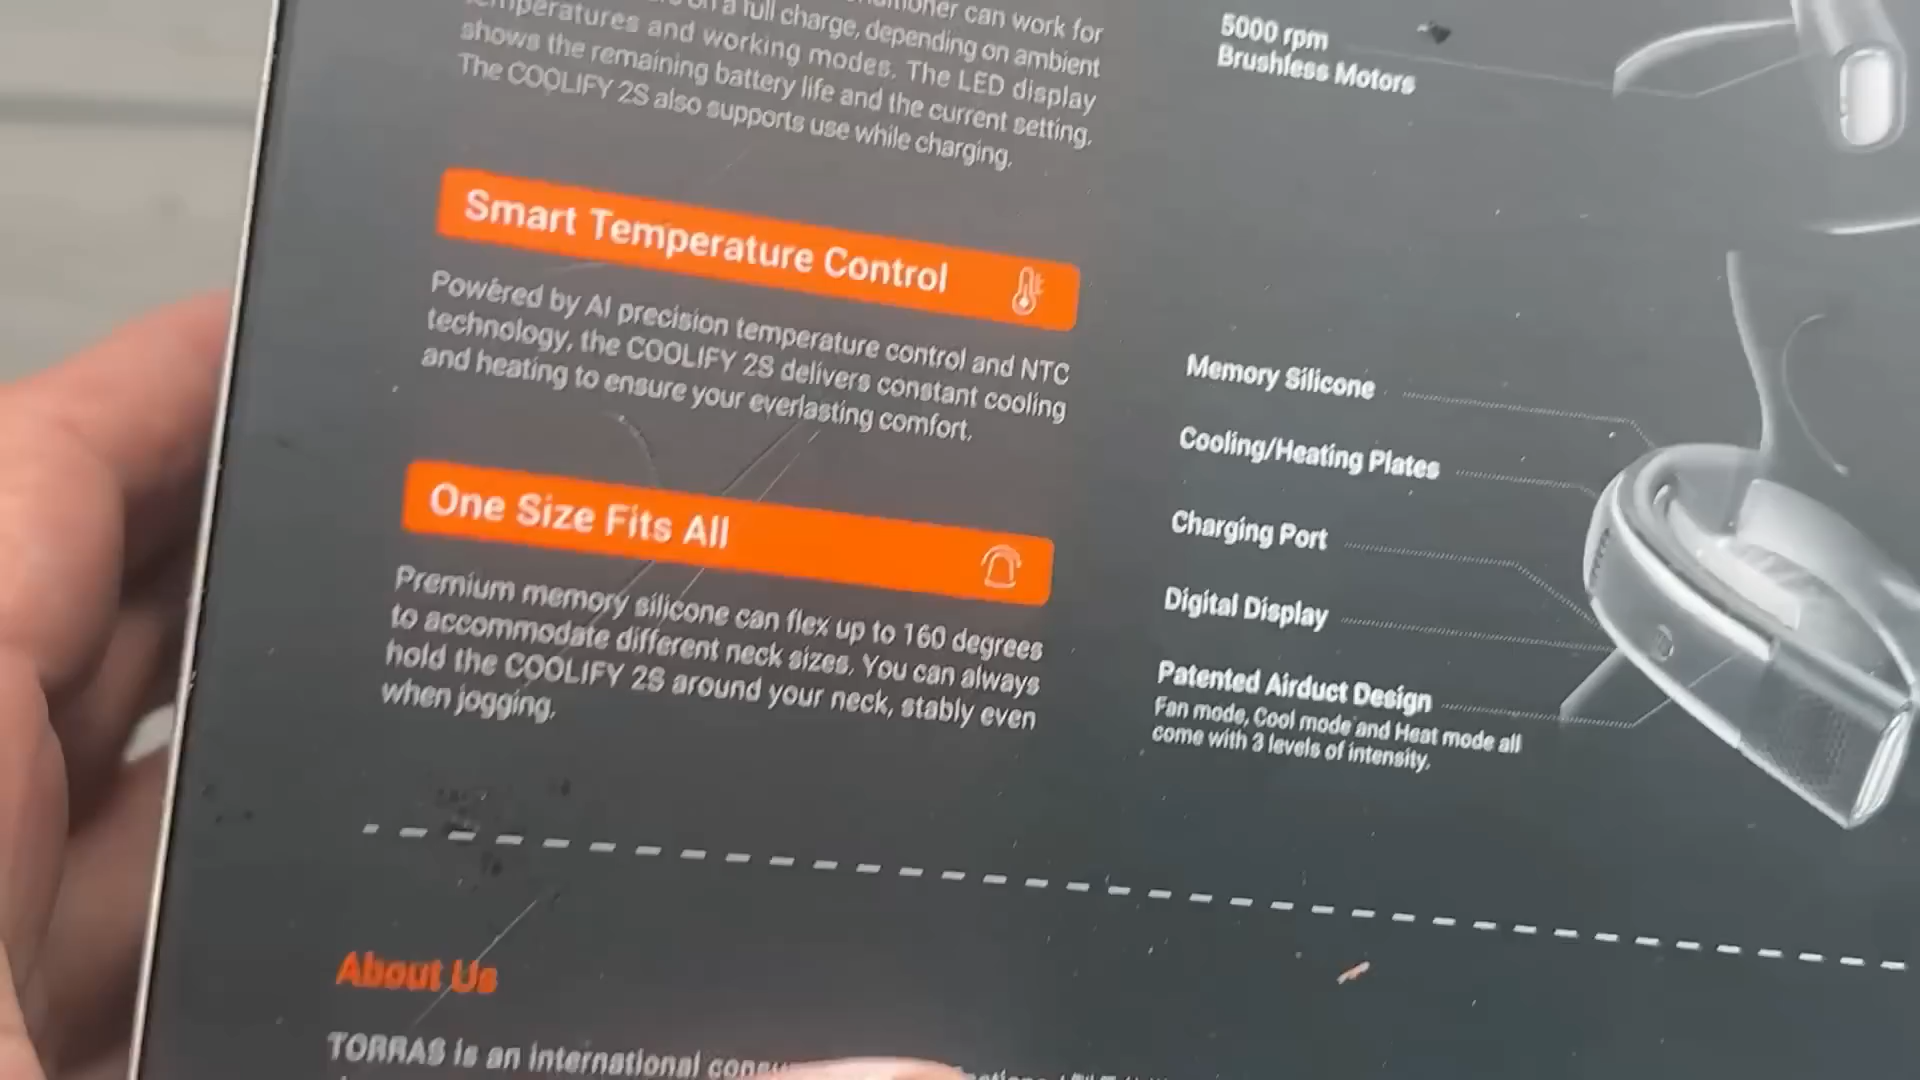 can work for
on a full charge, depending on ambient
temperatures and working modes. The LED display
shows the remaining battery life and the current setting.
The COOLIFY 2S also supports use while charging.
Smart Temperature Control
Powered by AI precision temperature control and NTC
technology, the COOLIFY 2S delivers constant cooling
and heating to ensure your everlasting comfort.
One Size Fits All
Premium memory silicone can flex up to 160 degrees
to accommodate different neck sizes. You can always
hold the COOLIFY 2S around your neck, stably even
when jogging.
5000 rpm
Brushless Motors
Memory Silicone
Cooling/Heating Plates
Charging Port
Digital Display
Patented Airduct Design
Fan mode, Cool mode and Heat mode all
come with 3 levels of intensity.
About Us
TORRAS is an international